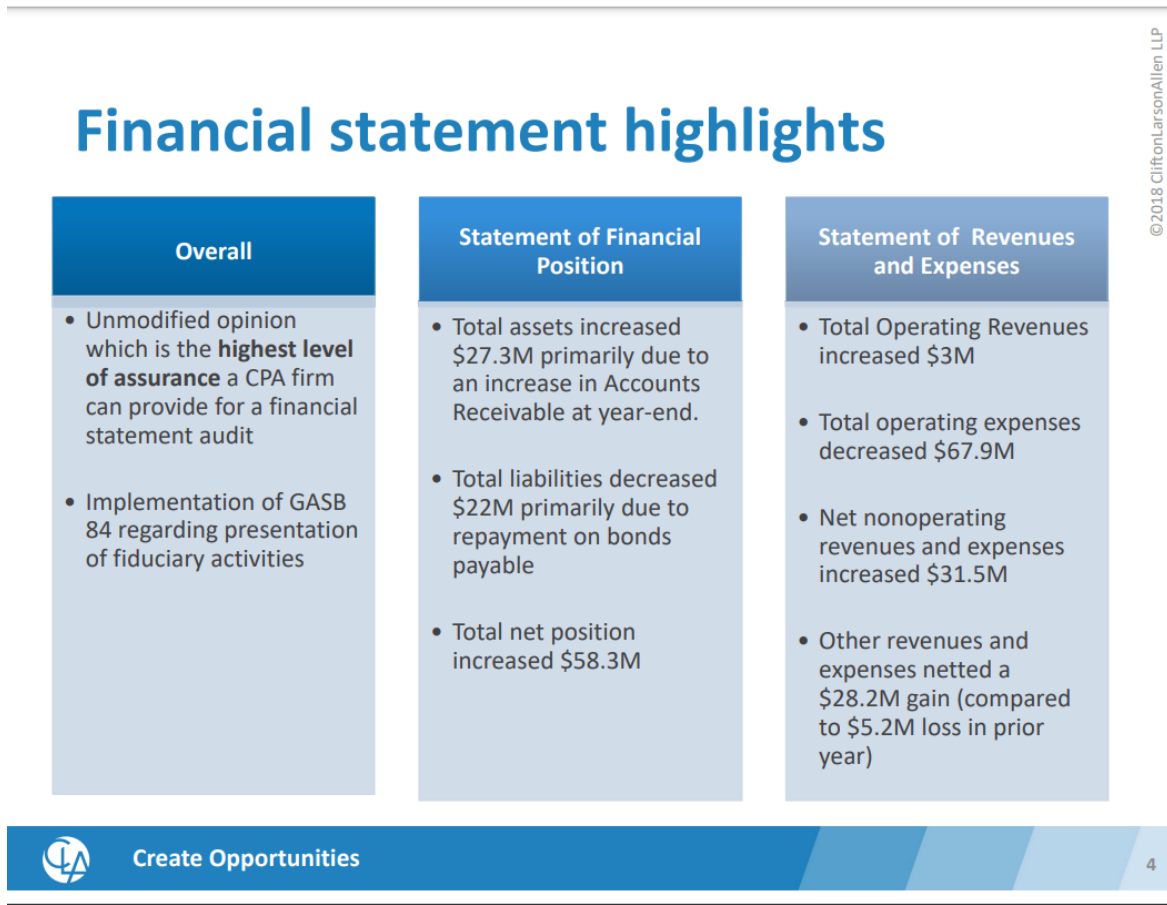 ©2018 CliftonLarsonAllen LLP
Financial statement highlights
Overall
• Unmodified opinion
which is the highest level
of assurance a CPA firm
can provide for a financial
statement audit
• Implementation of GASB
84 regarding presentation
of fiduciary activities
Statement of Financial
Position
• Total assets increased
$27.3M primarily due to
an increase in Accounts
Receivable at year-end.
• Total liabilities decreased
$22M primarily due to
repayment on bonds
payable
• Total net position
increased $58.3M
Statement of Revenues
and Expenses
• Total Operating Revenues
increased $3M
• Total operating expenses
decreased $67.9M
• Net nonoperating
revenues and expenses
increased $31.5M
• Other revenues and
expenses netted a
$28.2M gain (compared
to $5.2M loss in prior
year)
CLA
Create Opportunities
4